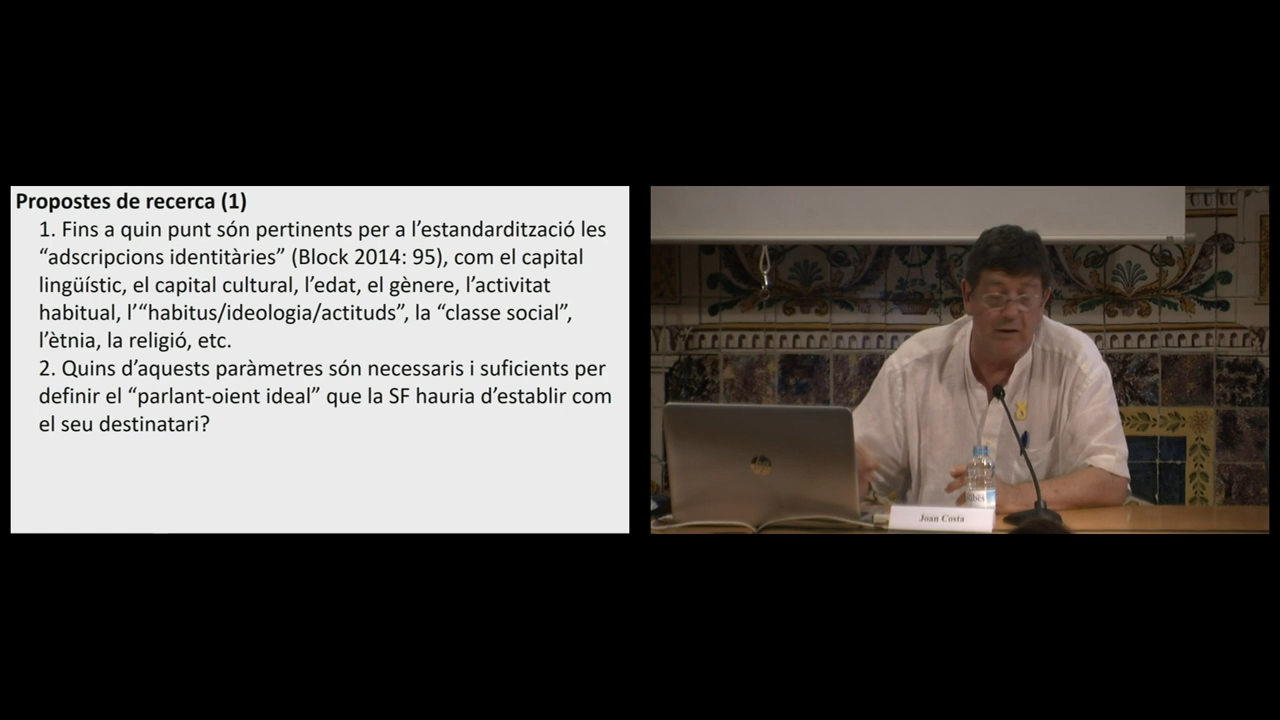 Propostes de recerca (1)
1. Fins a quin punt són pertinents per a l’estandardització les
“adscripcions identitàries” (Block 2014: 95), com el capital
lingüístic, el capital cultural, l’edat, el gènere, l’activitat
habitual, l’“habitus/ideologia/actituds”, la “classe social”,
l’ètnia, la religió, etc.
2. Quins d’aquests paràmetres són necessaris i suficients per
definir el “parlant-oient ideal” que la SF hauria d’establir com
el seu destinatari?
Joan Costa